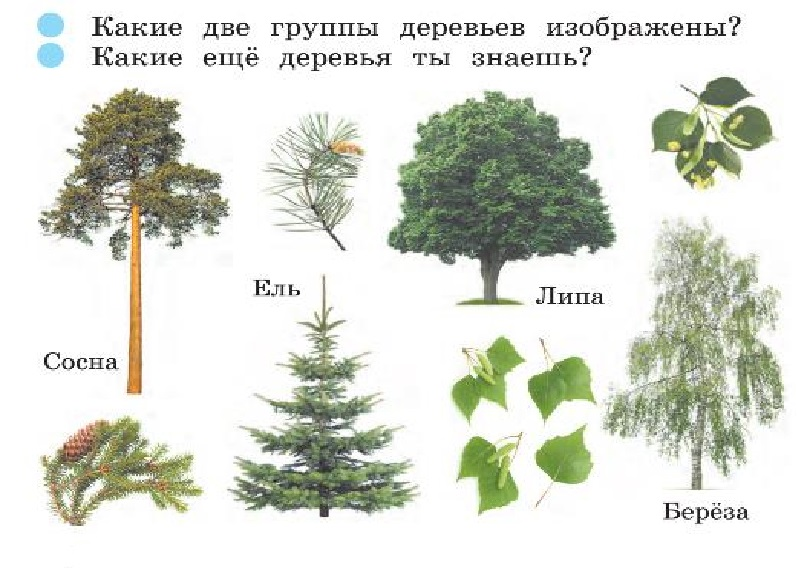 Какие две группы деревьев изображены?
Какие ещё деревья ты знаешь?
Ель
Липа
Сосна
Берёза